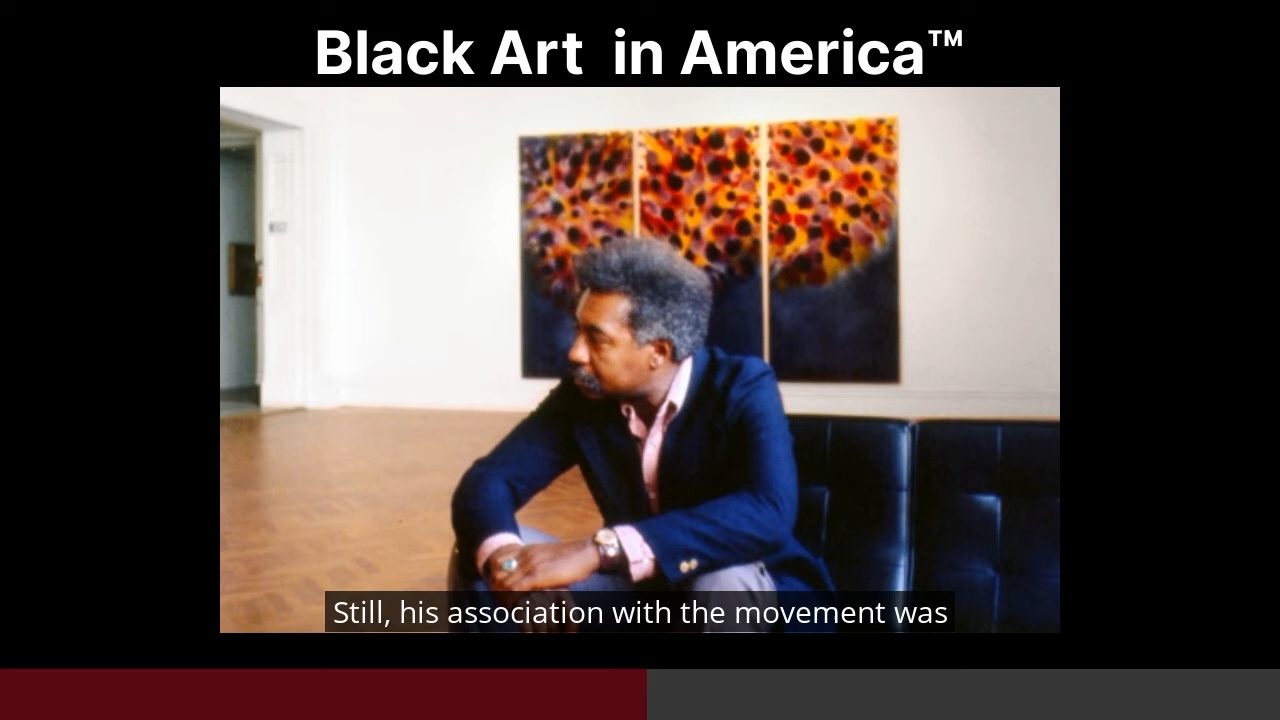 Black Art in America™
Still, his association with the movement was